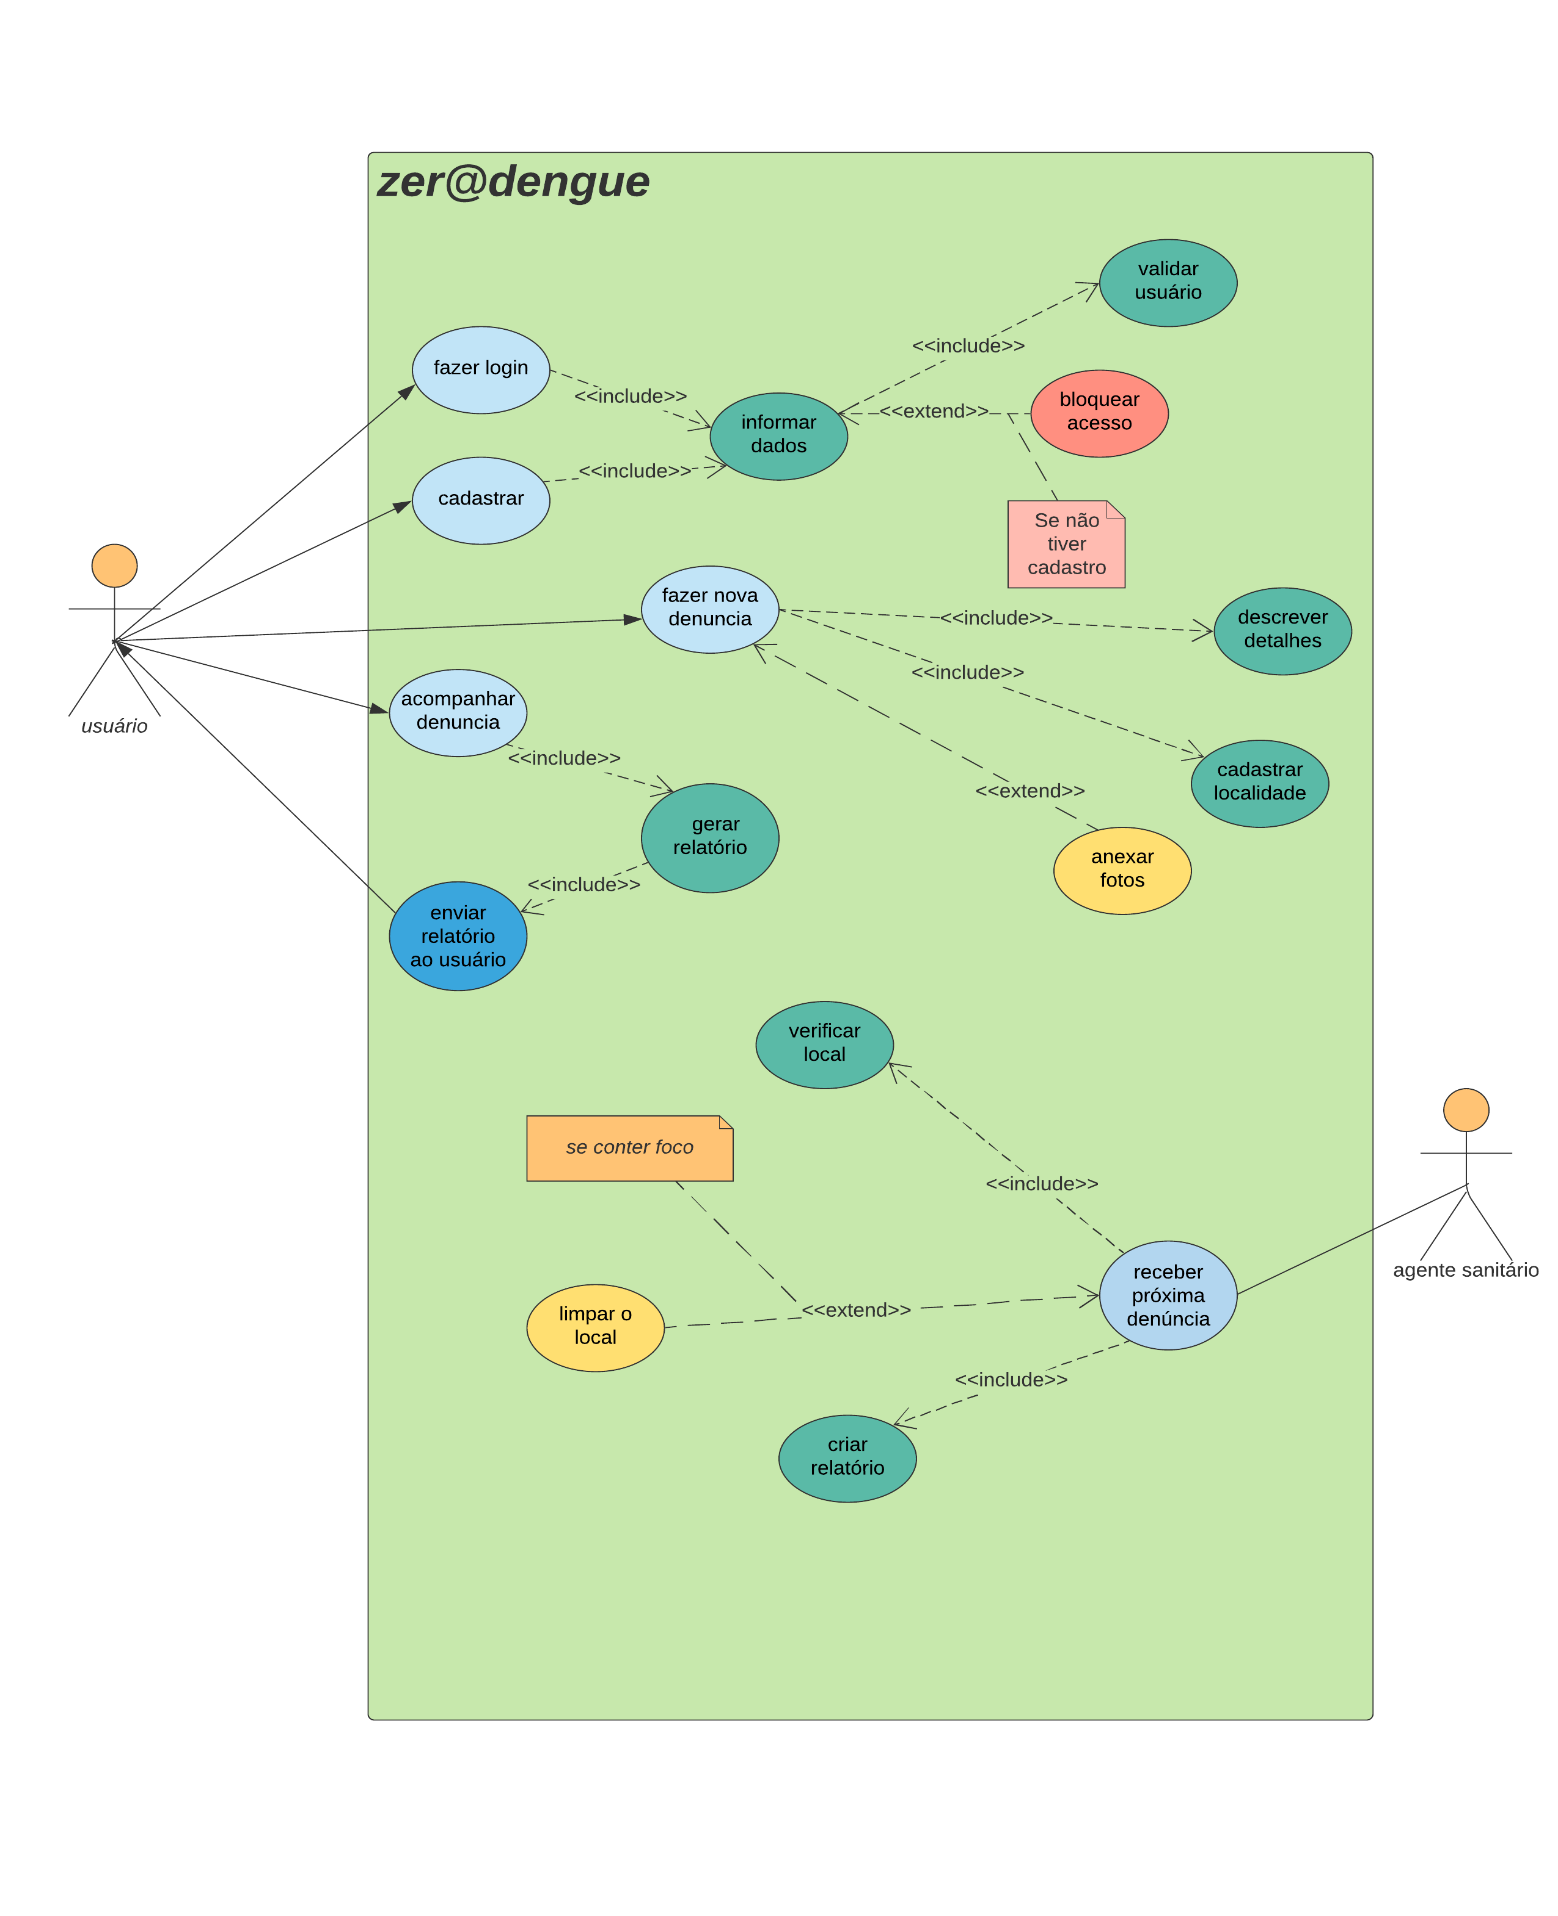 zer@dengue
validar
usuário
<<include>>
fazer login
<<include>>
informar
dados
<<extend>>
bloquear
acesso
<<include>>
cadastrar
Se não
tiver
cadastro
usuário
fazer nova
denuncia
<<include>>
descrever
detalhes
<<include>>
cadastrar
localidade
<<extend>>
anexar
fotos
acompanhar
denuncia
<<include>>
gerar
relatório
<<include>>
enviar
relatório
ao usuário
verificar
local
se conter foco
<<include>>
receber
próxima
denúncia
agente sanitário
limpar o
local
<<extend>>
<<include>>
criar
relatório